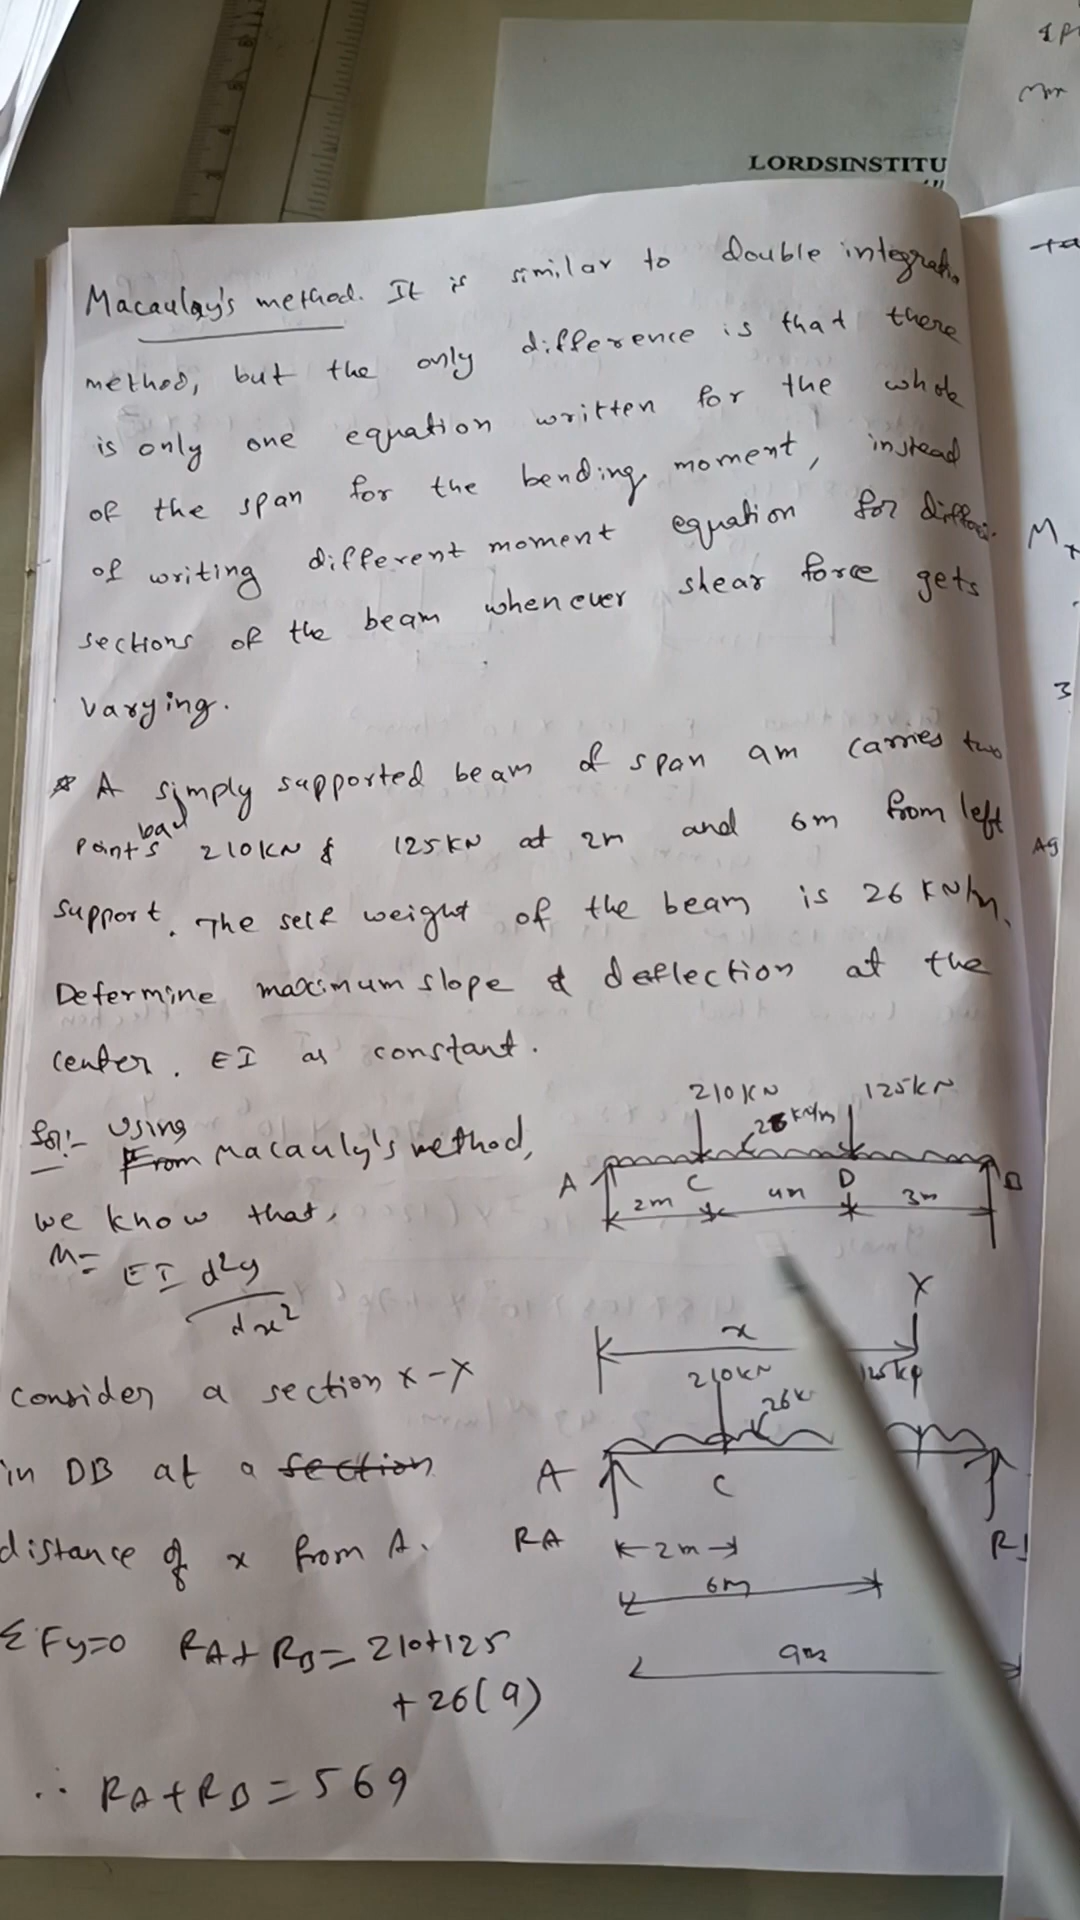 LORDSINSTITU
Macaulay's method. It is similar to double integratio
method, but the only difference is that there
is only one equation written for the whole
of the span for the bending moment, instead
of writing different moment equation for
sections of the beam whenever shear force gets
varying.
* A simply supported beam of span 9m carries two
points load 210KN & 125KN at 2m and 6m from left
support. The self weight of the beam is 26 KN/m.
Determine maximum slope & deflection at the
center. EI as constant.
Sol:- Using
Macauly's method,
we know that,
M= EI d²y
dx²
consider a section x-x
in DB at a section
distance of x from A.
ΣFy=0 RA+RB=210+125
+26(9)
∴ RA+RB=569
210KN 125KN
26KN/m
A C D B
2m 4m 3m
X
x
210KN
26K
A C
RA
2m
6m
9m